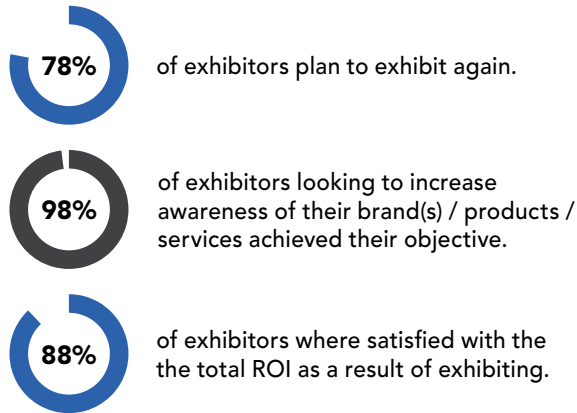 78%
of exhibitors plan to exhibit again.
98%
of exhibitors looking to increase
awareness of their brand(s) / products /
services achieved their objective.
88%
of exhibitors where satisfied with the
the total ROI as a result of exhibiting.